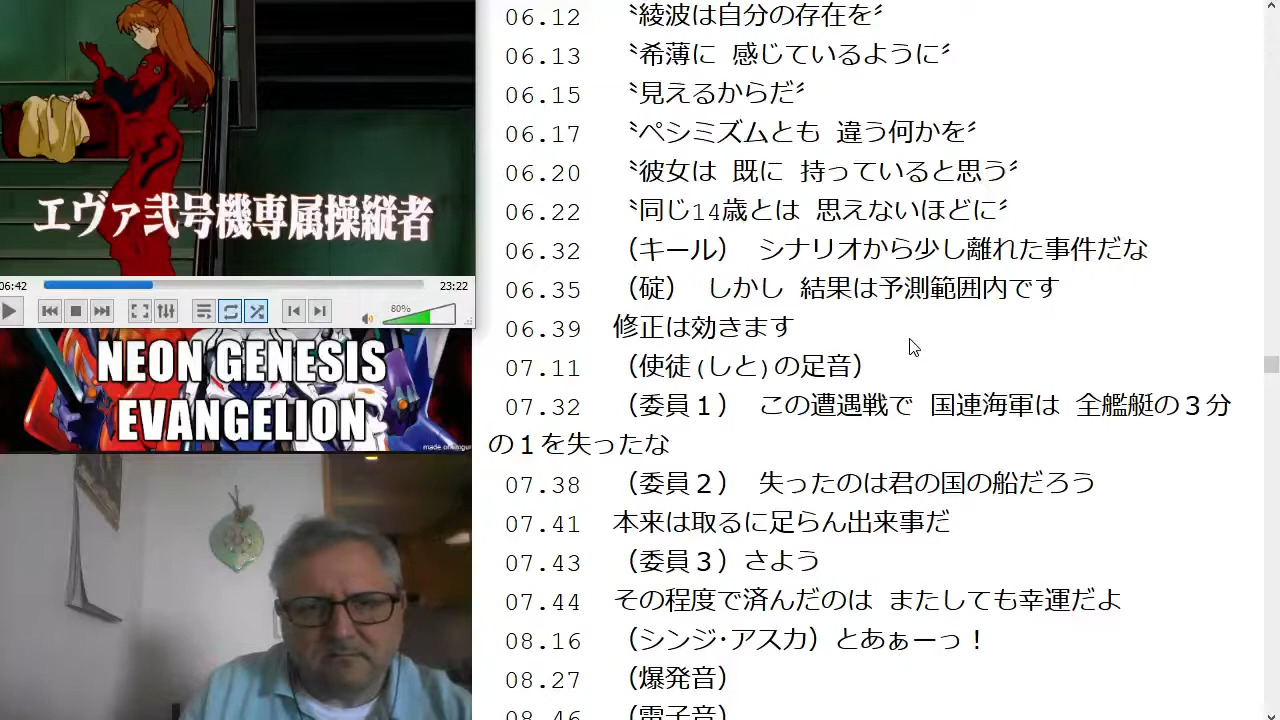 エヴァ弐号機専属操縦者
06:42
23:22
80%
NEON GENESIS
EVANGELION
06.12 〝綾波は自分の存在を〞
06.13 〝希薄に 感じているように〞
06.15 〝見えるからだ〞
06.17 〝ペシミズムとも 違う何かを〞
06.20 〝彼女は 既に 持っていると思う〞
06.22 〝同じ14歳とは 思えないほどに〞
06.32 （キール） シナリオから少し離れた事件だな
06.35 （碇） しかし 結果は予測範囲内です
06.39 修正は効きます
07.11 （使徒(しと)の足音）
07.32 （委員１） この遭遇戦で 国連海軍は 全艦艇の３分
の１を失ったな
07.38 （委員２） 失ったのは君の国の船だろう
07.41 本来は取るに足らん出来事だ
07.43 （委員３）さよう
07.44 その程度で済んだのは またしても幸運だよ
08.16 （シンジ･アスカ）とあぁーっ！
08.27 （爆発音）
08.46 （電子音）